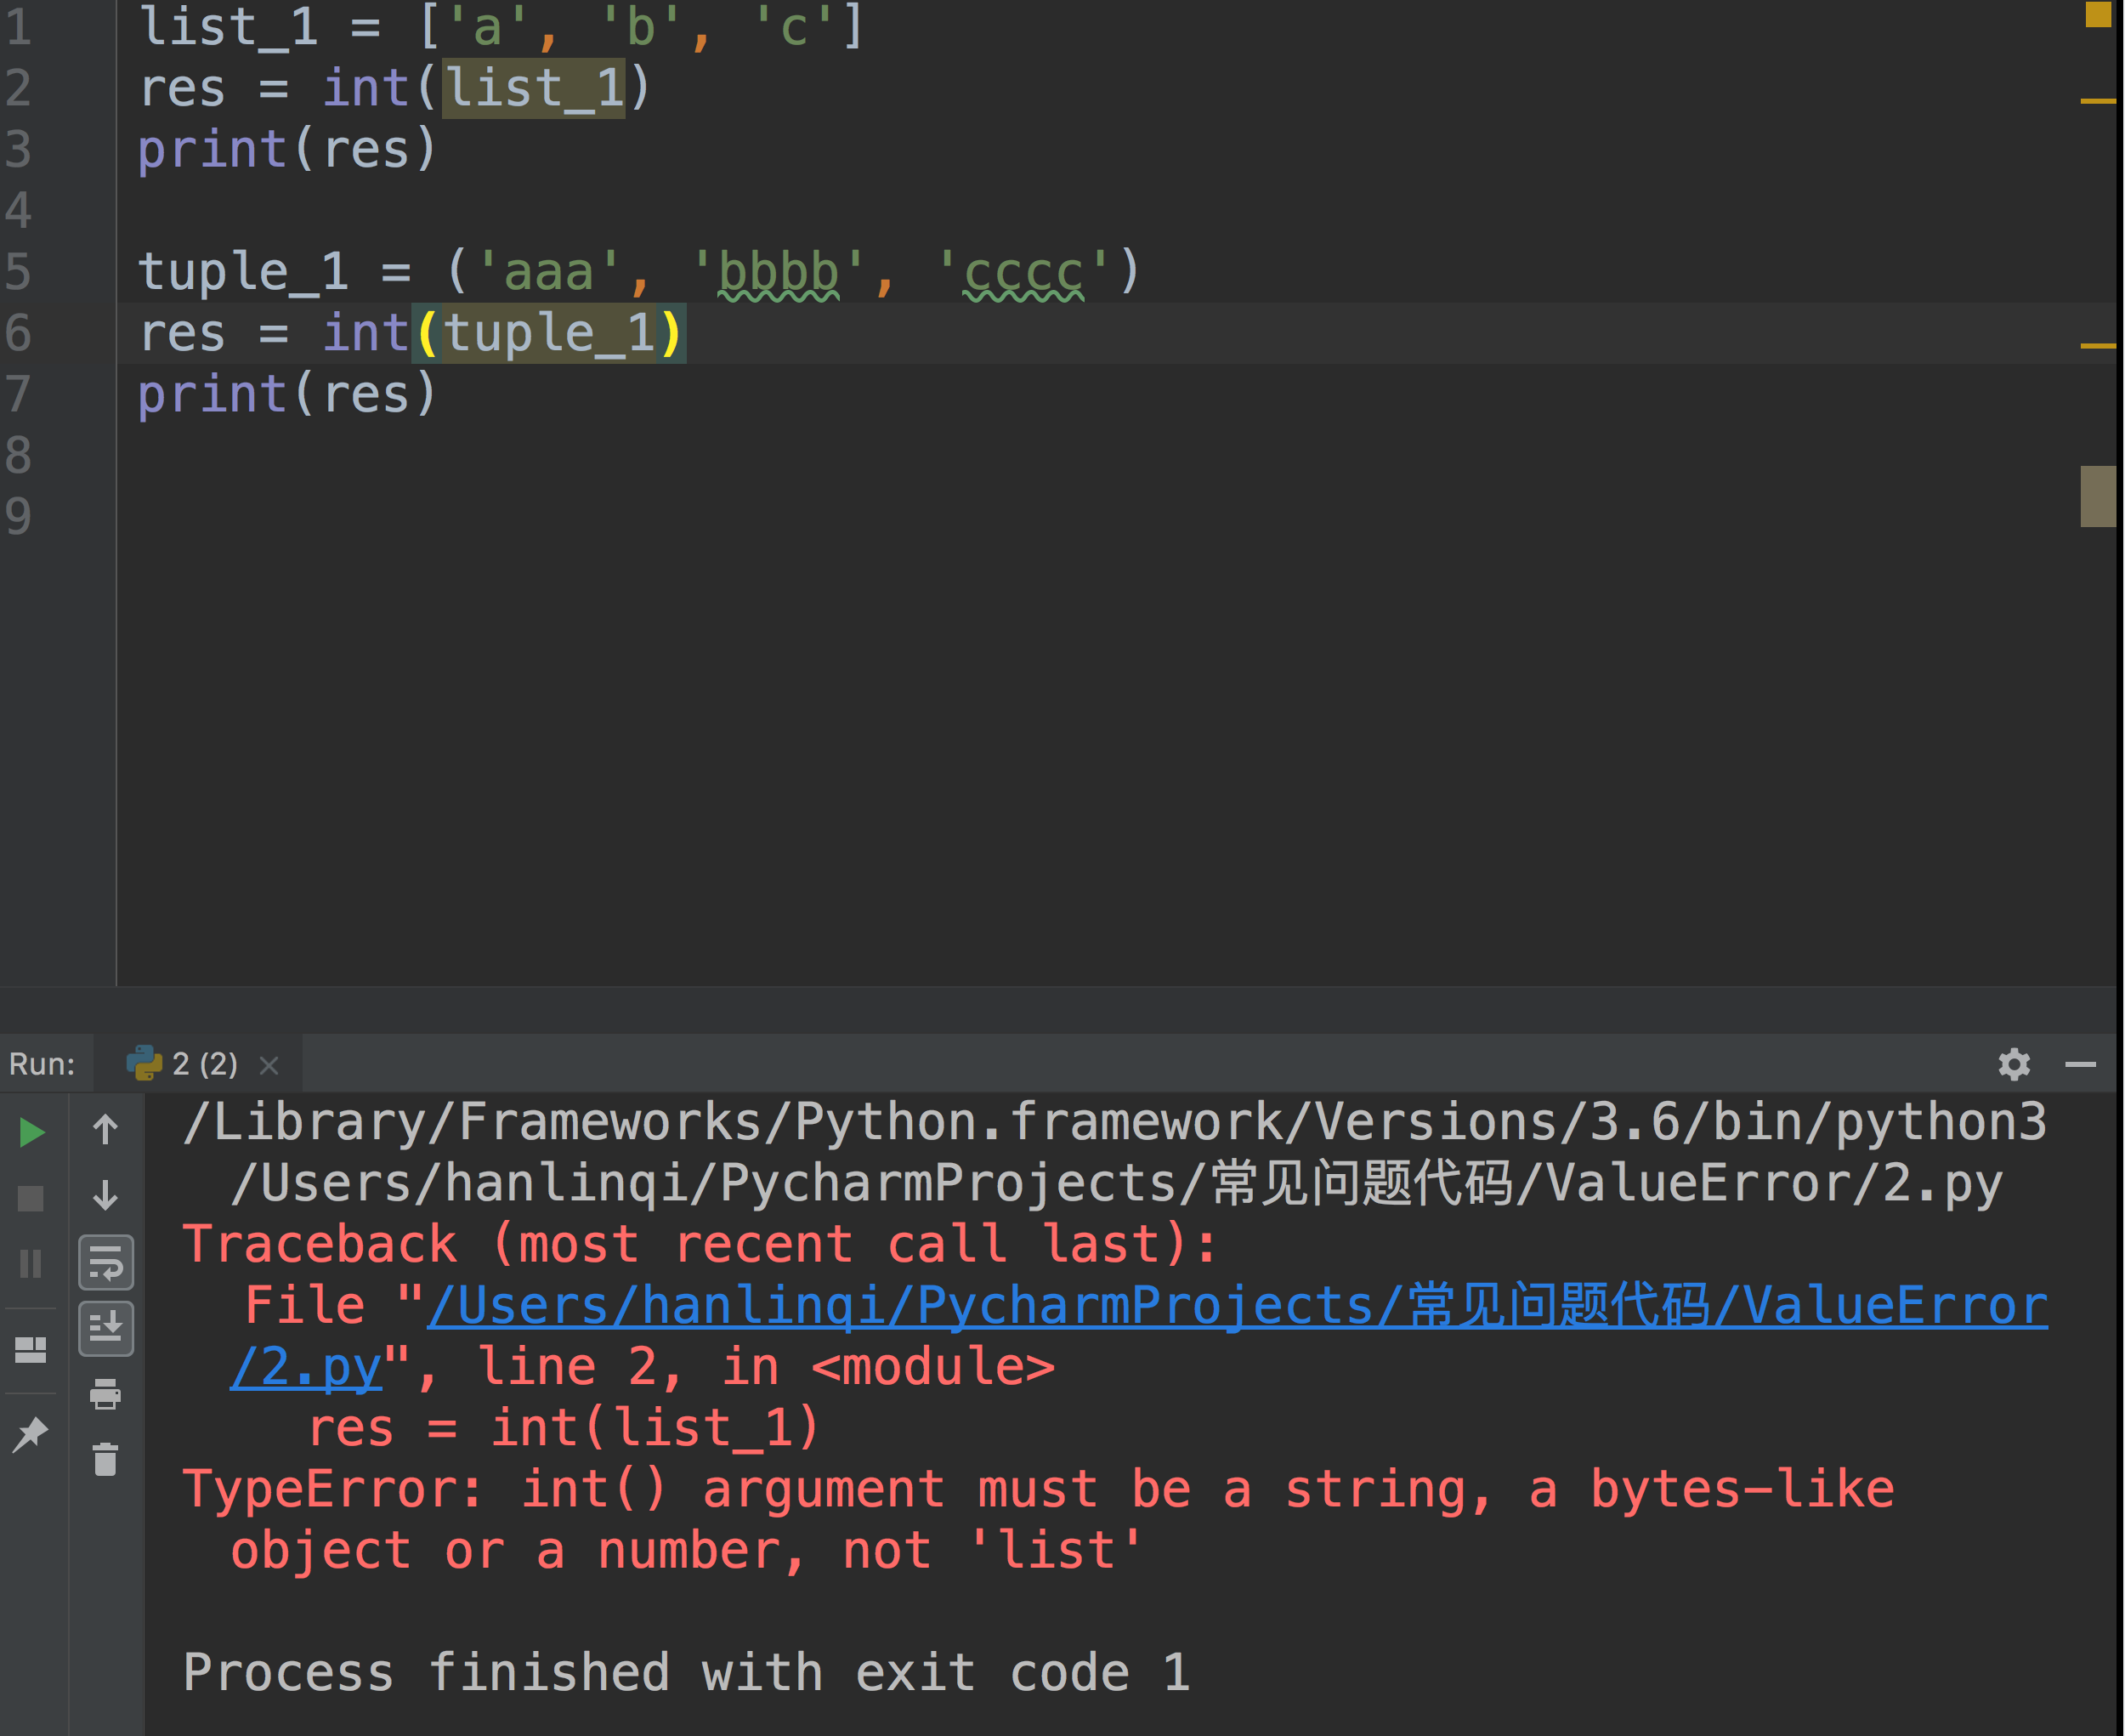 1 list_1 = ['a', 'b', 'c']
2 res = int(list_1)
3 print(res)
4
5 tuple_1 = ('aaa', 'bbbb', 'cccc')
6 res = int(tuple_1)
7 print(res)
8
9
Run: 2 (2)
/Library/Frameworks/Python.framework/Versions/3.6/bin/python3
/Users/hanlinqi/PycharmProjects/常见问题代码/ValueError/2.py
Traceback (most recent call last):
File "/Users/hanlinqi/PycharmProjects/常见问题代码/ValueError
/2.py", line 2, in <module>
res = int(list_1)
TypeError: int() argument must be a string, a bytes-like
object or a number, not 'list'
Process finished with exit code 1